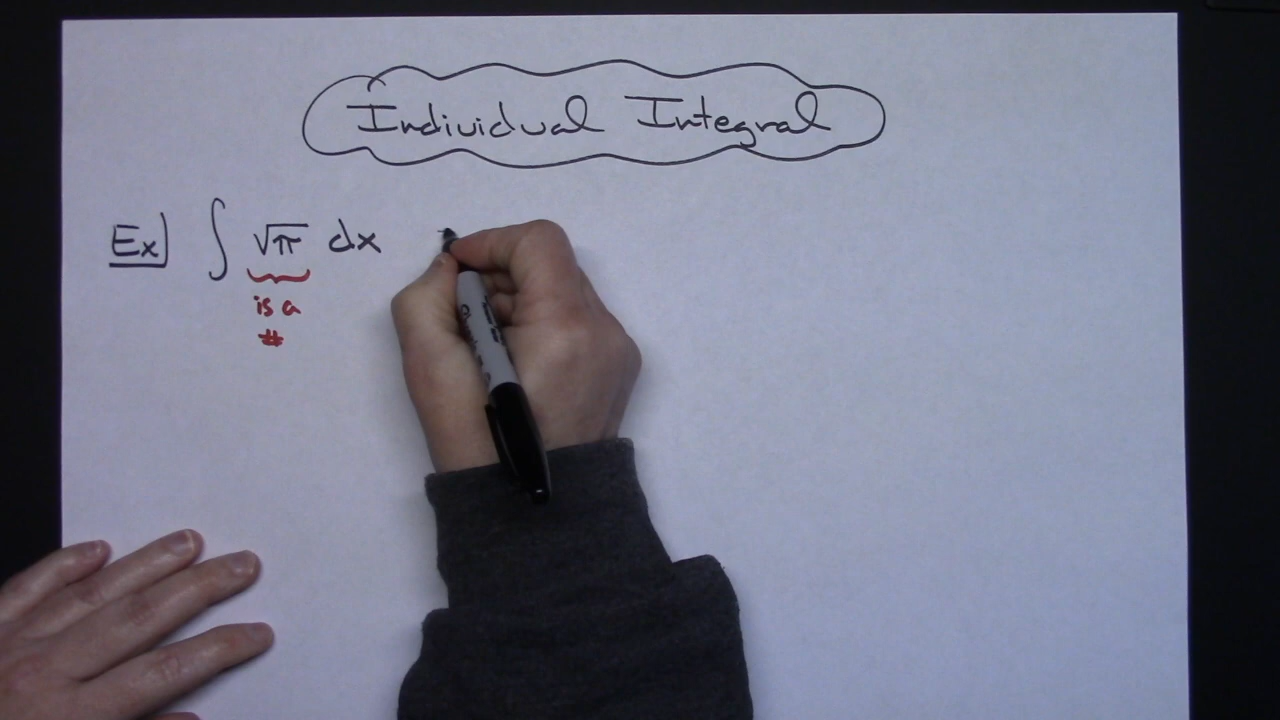 Individual Integral
Ex) ∫ √π dx
is a
#